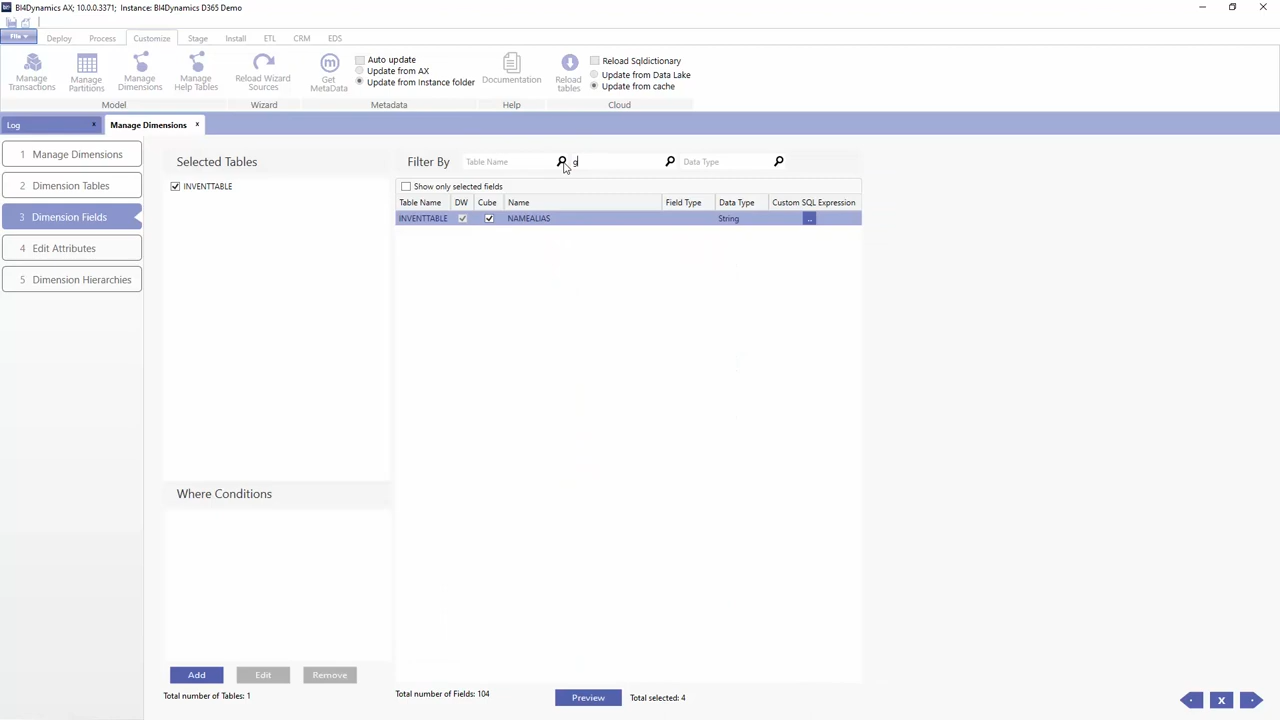 BI4Dynamics AX; 10.0.0.3371; Instance: BI4Dynamics D365 Demo
File Deploy Process Customize Stage Install ETL CRM EDS
Manage Transactions
Manage Partitions
Manage Dimensions
Manage Help Tables
Reload Wizard Sources
Get MetaData
Auto update
Update from AX
Update from Instance folder
Documentation
Reload tables
Reload Sqldictionary
Update from Data Lake
Update from cache
Model Wizard Metadata Help Cloud
Log x Manage Dimensions x
1 Manage Dimensions
2 Dimension Tables
3 Dimension Fields
4 Edit Attributes
5 Dimension Hierarchies
Selected Tables
INVENTTABLE
Where Conditions
Add Edit Remove
Total number of Tables: 1
Filter By Table Name g Data Type
Show only selected fields
Table Name DW Cube Name Field Type Data Type Custom SQL Expression
INVENTTABLE NAMEALIAS String ..
Total number of Fields: 104
Preview
Total selected: 4
X